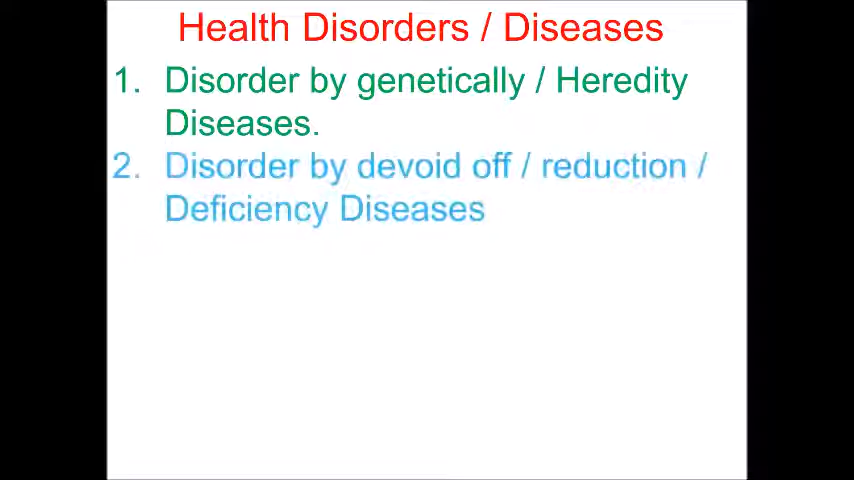 Health Disorders / Diseases
1. Disorder by genetically / Heredity
Diseases.
2. Disorder by devoid off / reduction /
Deficiency Diseases